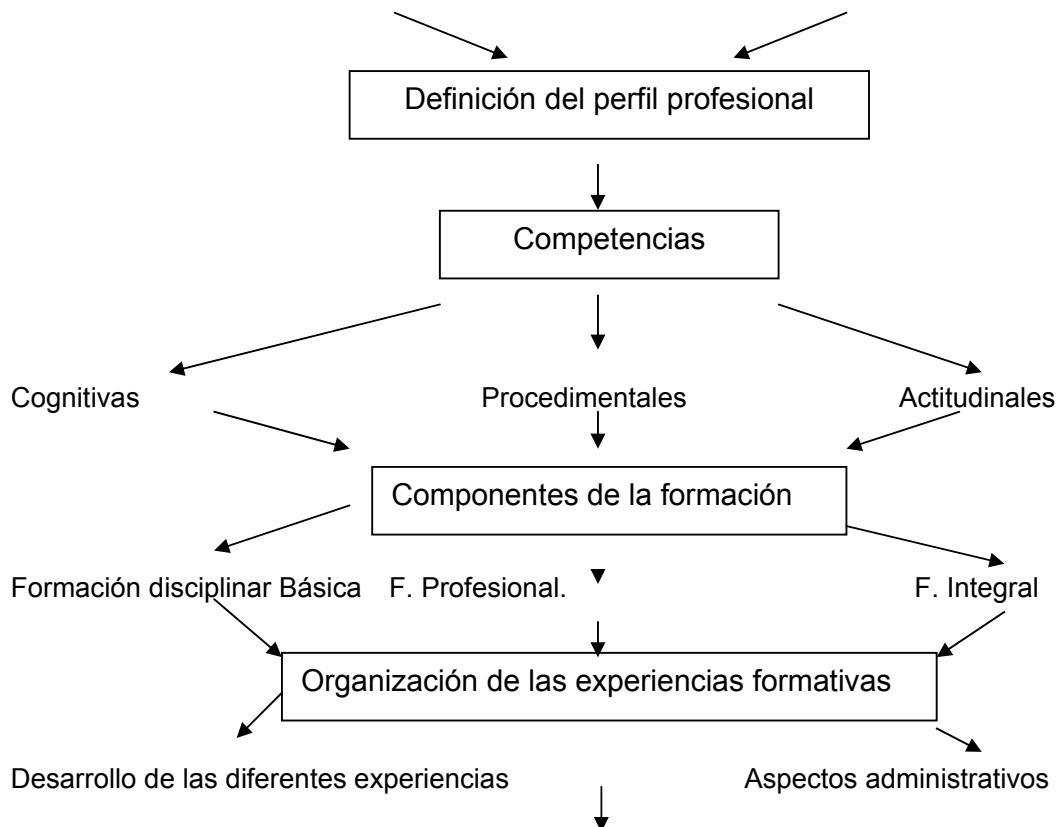 Definición del perfil profesional
Competencias
Cognitivas Procedimentales Actitudinales
Componentes de la formación
Formación disciplinar Básica F. Profesional. F. Integral
Organización de las experiencias formativas
Desarrollo de las diferentes experiencias Aspectos administrativos